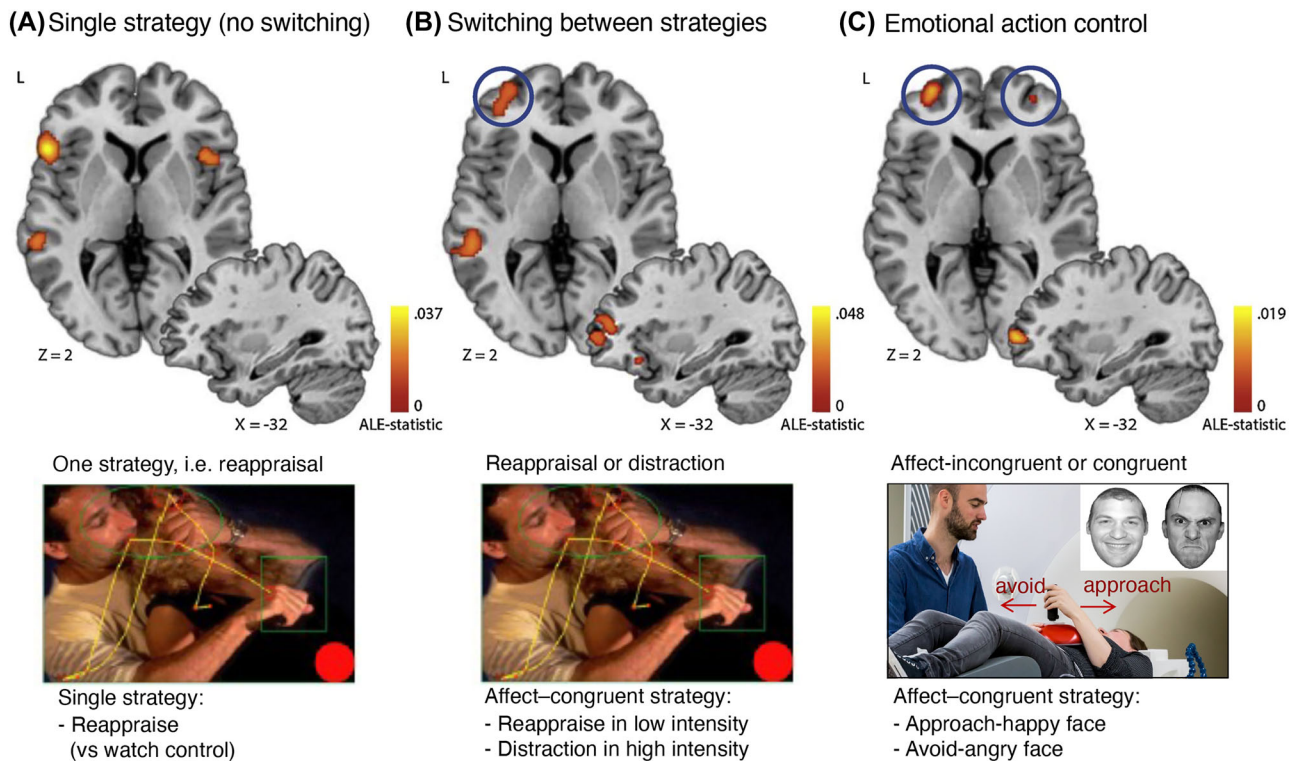 (A) Single strategy (no switching)
L
Z = 2
X = -32
.037
0
ALE-statistic
One strategy, i.e. reappraisal
Single strategy:
- Reappraise
(vs watch control)
(B) Switching between strategies
L
Z = 2
X = -32
.048
0
ALE-statistic
Reappraisal or distraction
Affect–congruent strategy:
- Reappraise in low intensity
- Distraction in high intensity
(C) Emotional action control
L
Z = 2
X = -32
.019
0
ALE-statistic
Affect-incongruent or congruent
avoid approach
Affect–congruent strategy:
- Approach-happy face
- Avoid-angry face